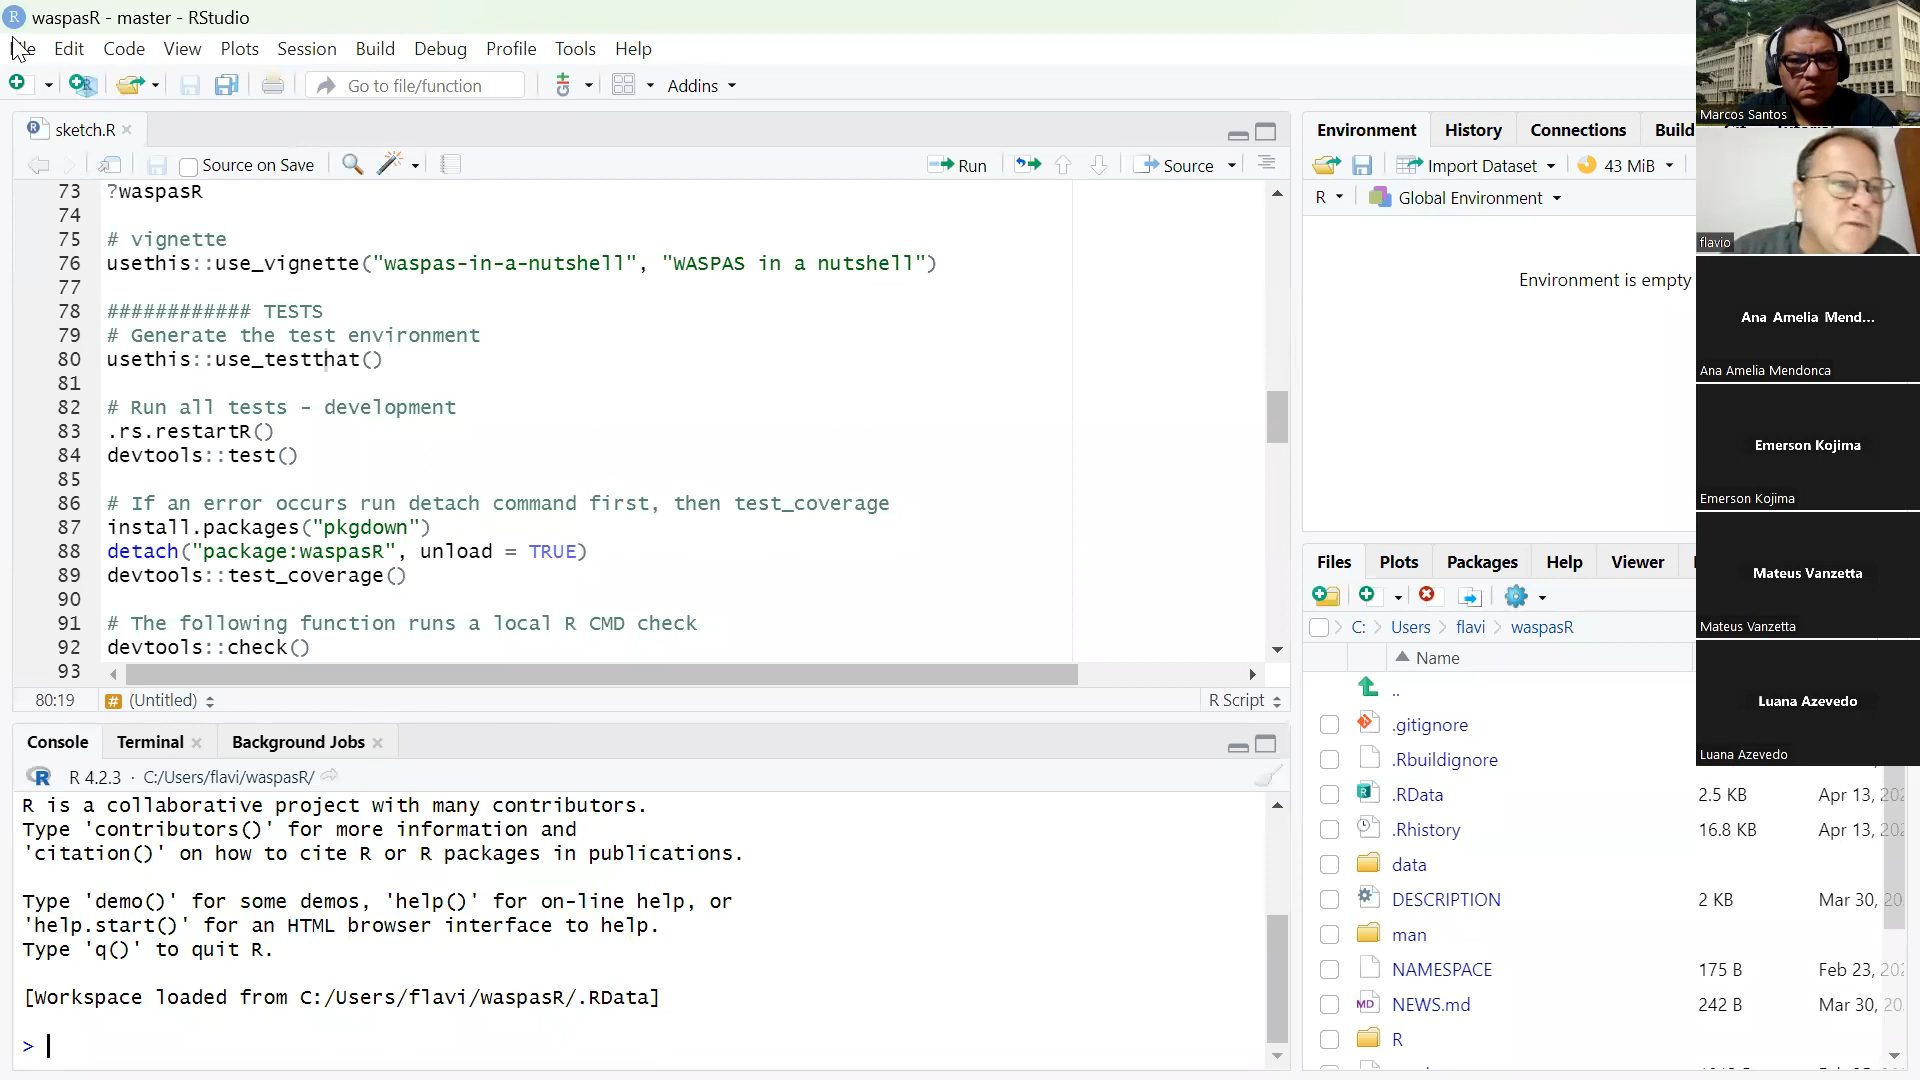 waspasR - master - RStudio
Edit Code View Plots Session Build Debug Profile Tools Help
Go to file/function
Addins
sketch.R
Source on Save
Run
Source
73 ?waspasR
74
75 # vignette
76 usethis::use_vignette("waspas-in-a-nutshell", "WASPAS in a nutshell")
77
78 ############ TESTS
79 # Generate the test environment
80 usethis::use_testthat()
81
82 # Run all tests - development
83 .rs.restartR()
84 devtools::test()
85
86 # If an error occurs run detach command first, then test_coverage
87 install.packages("pkgdown")
88 detach("package:waspasR", unload = TRUE)
89 devtools::test_coverage()
90
91 # The following function runs a local R CMD check
92 devtools::check()
93
80:19
(Untitled)
R Script
Console
Terminal
Background Jobs
R 4.2.3 · C:/Users/flavi/waspasR/
R is a collaborative project with many contributors.
Type 'contributors()' for more information and
'citation()' on how to cite R or R packages in publications.
Type 'demo()' for some demos, 'help()' for on-line help, or
'help.start()' for an HTML browser interface to help.
Type 'q()' to quit R.
[Workspace loaded from C:/Users/flavi/waspasR/.RData]
>
Environment History Connections Build
Import Dataset
43 MiB
R
Global Environment
Environment is empty
Files Plots Packages Help Viewer
C: Users flavi waspasR
Name
..
.gitignore
.Rbuildignore
.RData 2.5 KB Apr 13, 202
.Rhistory 16.8 KB Apr 13, 202
data
DESCRIPTION 2 KB Mar 30, 20
man
NAMESPACE 175 B Feb 23, 202
NEWS.md 242 B Mar 30, 20
R
Marcos Santos
flavio
Ana Amelia Mend...
Ana Amelia Mendonca
Emerson Kojima
Emerson Kojima
Mateus Vanzetta
Mateus Vanzetta
Luana Azevedo
Luana Azevedo